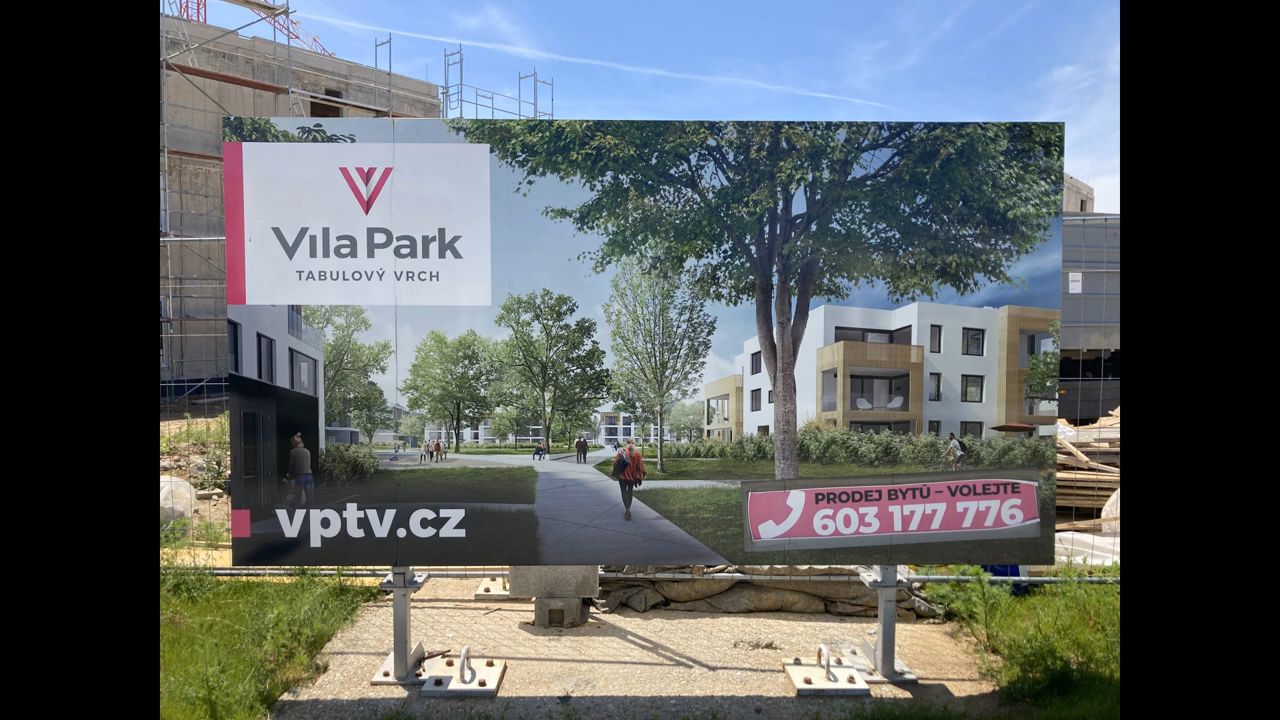 Vila Park
TABULOVÝ VRCH
PRODEJ BYTŮ – VOLEJTE
603 177 776
vptv.cz